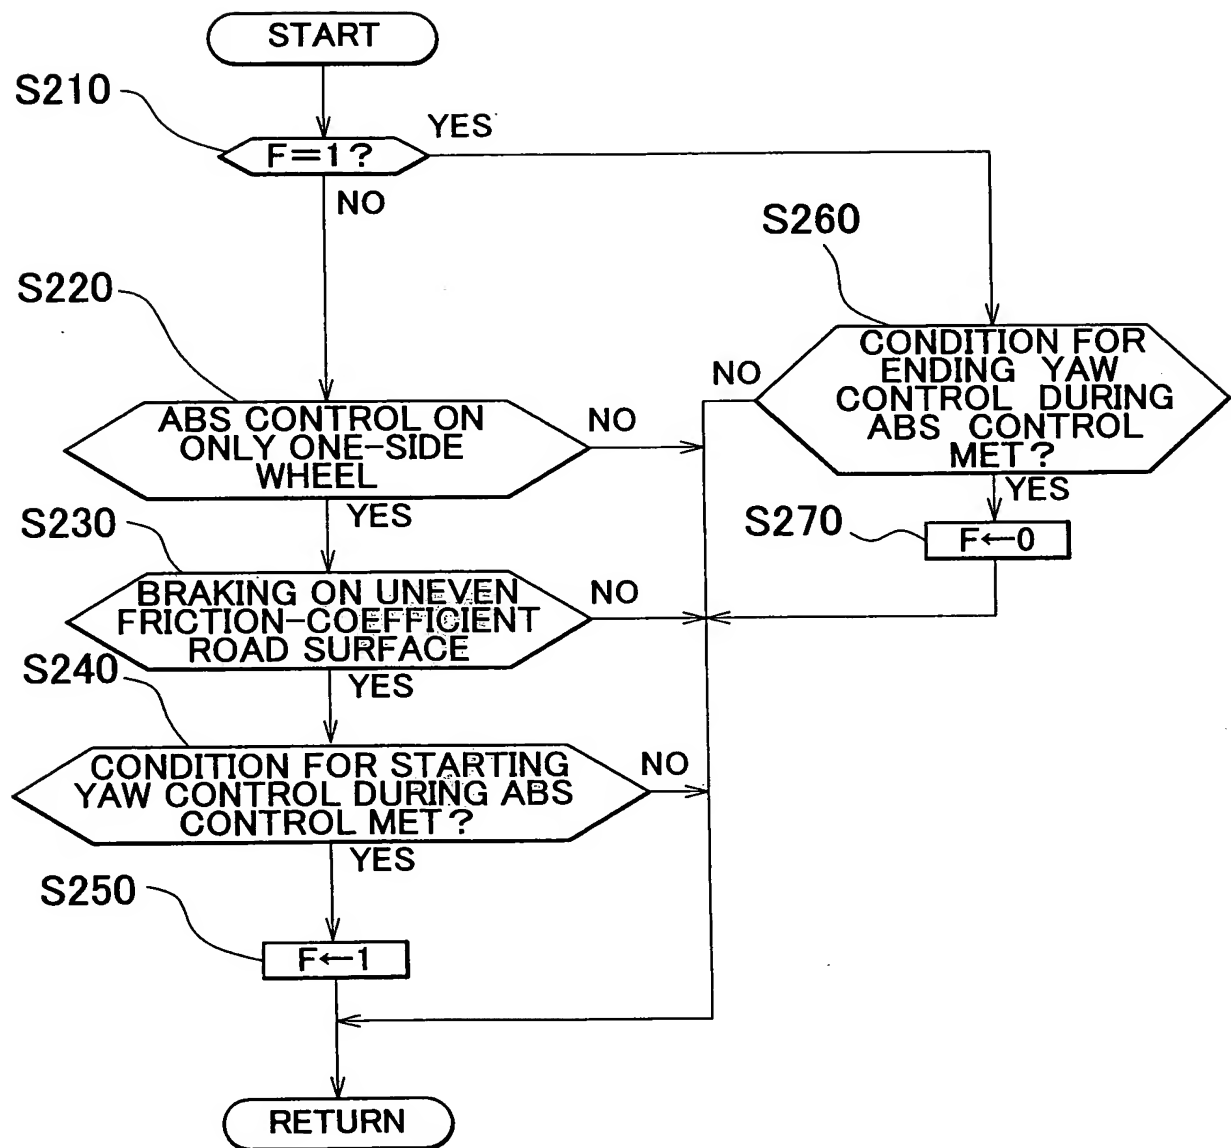 START
S210
F=1?
YES
NO
S260
S220
CONDITION FOR
ENDING YAW
CONTROL DURING
ABS CONTROL
MET?
NO
ABS CONTROL ON
ONLY ONE-SIDE
WHEEL
NO
YES
YES
S230
S270
F←0
BRAKING ON UNEVEN
FRICTION-COEFFICIENT
ROAD SURFACE
NO
YES
S240
CONDITION FOR STARTING
YAW CONTROL DURING ABS
CONTROL MET?
NO
YES
S250
F←1
RETURN